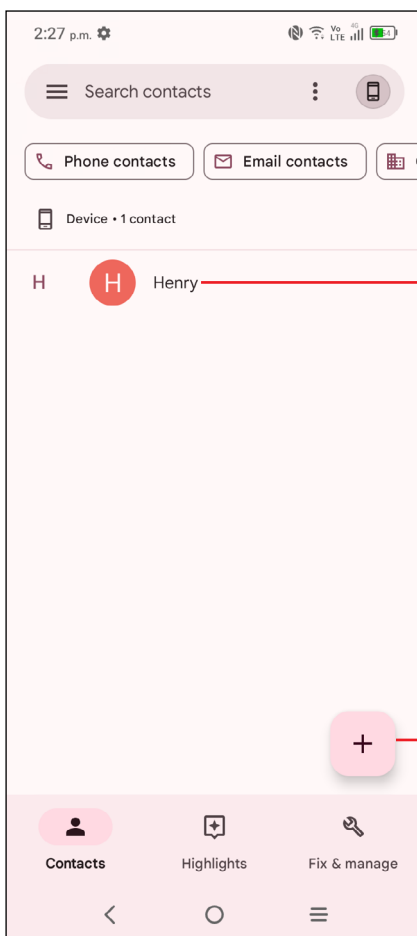 2:27 p.m. Vo LTE 4G 54
Search contacts
Phone contacts Email contacts
Device • 1 contact
H H Henry
+
Contacts Highlights Fix & manage